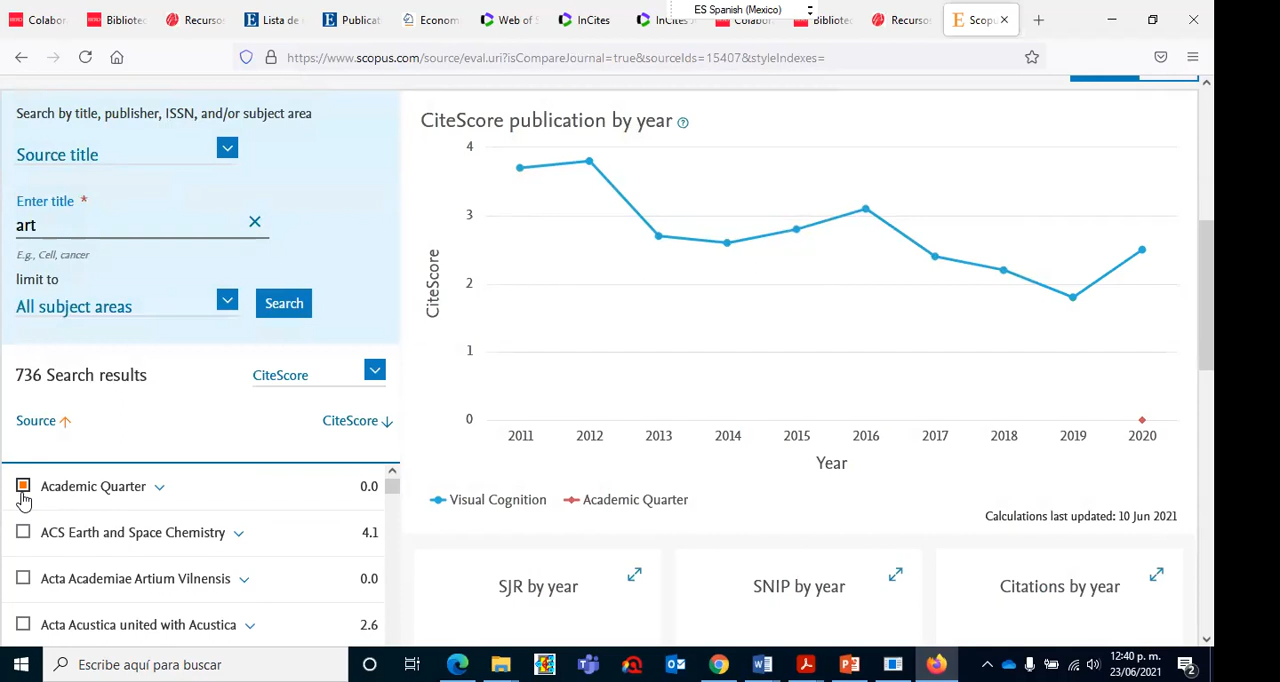 ES Spanish (Mexico)
Colabor
Bibliotec
Recursos
Lista de
Publicat
Econom
Web of S
InCites
InCites
Colabor
Bibliotec
Recursos
Scopu
https://www.scopus.com/source/eval.uri?isCompareJournal=true&sourceIds=15407&styleIndexes=
Search by title, publisher, ISSN, and/or subject area
Source title
Enter title *
art
E.g., Cell, cancer
limit to
All subject areas
Search
736 Search results
CiteScore
Source
CiteScore
Academic Quarter
0.0
ACS Earth and Space Chemistry
4.1
Acta Academiae Artium Vilnensis
0.0
Acta Acustica united with Acustica
2.6
CiteScore publication by year
4
3
2
1
0
CiteScore
2011 2012 2013 2014 2015 2016 2017 2018 2019 2020
Year
Visual Cognition
Academic Quarter
Calculations last updated: 10 Jun 2021
SJR by year
SNIP by year
Citations by year
Escribe aquí para buscar
12:40 p. m.
23/06/2021
2